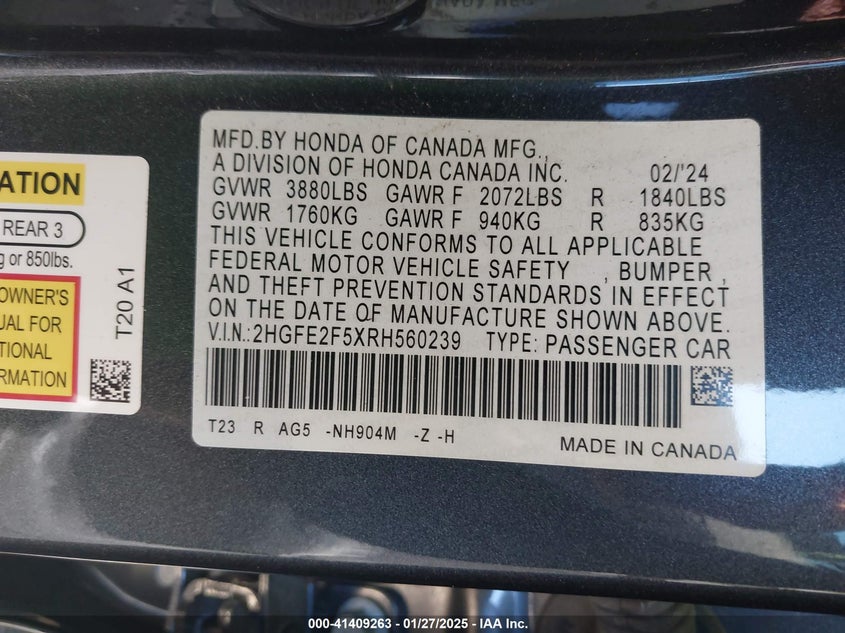 ATION
REAR 3
g or 850lbs.
OWNER'S
UAL FOR
TIONAL
ORMATION
T20 A1
MFD.BY HONDA OF CANADA MFG.,
A DIVISION OF HONDA CANADA INC. 02/'24
GVWR 3880LBS GAWR F 2072LBS R 1840LBS
GVWR 1760KG GAWR F 940KG R 835KG
THIS VEHICLE CONFORMS TO ALL APPLICABLE
FEDERAL MOTOR VEHICLE SAFETY , BUMPER ,
AND THEFT PREVENTION STANDARDS IN EFFECT
ON THE DATE OF MANUFACTURE SHOWN ABOVE.
V.I.N.:2HGFE2F5XRH560239 TYPE: PASSENGER CAR
T23 R AG5 -NH904M -Z -H
MADE IN CANADA
000-41409263 - 01/27/2025 - IAA Inc.